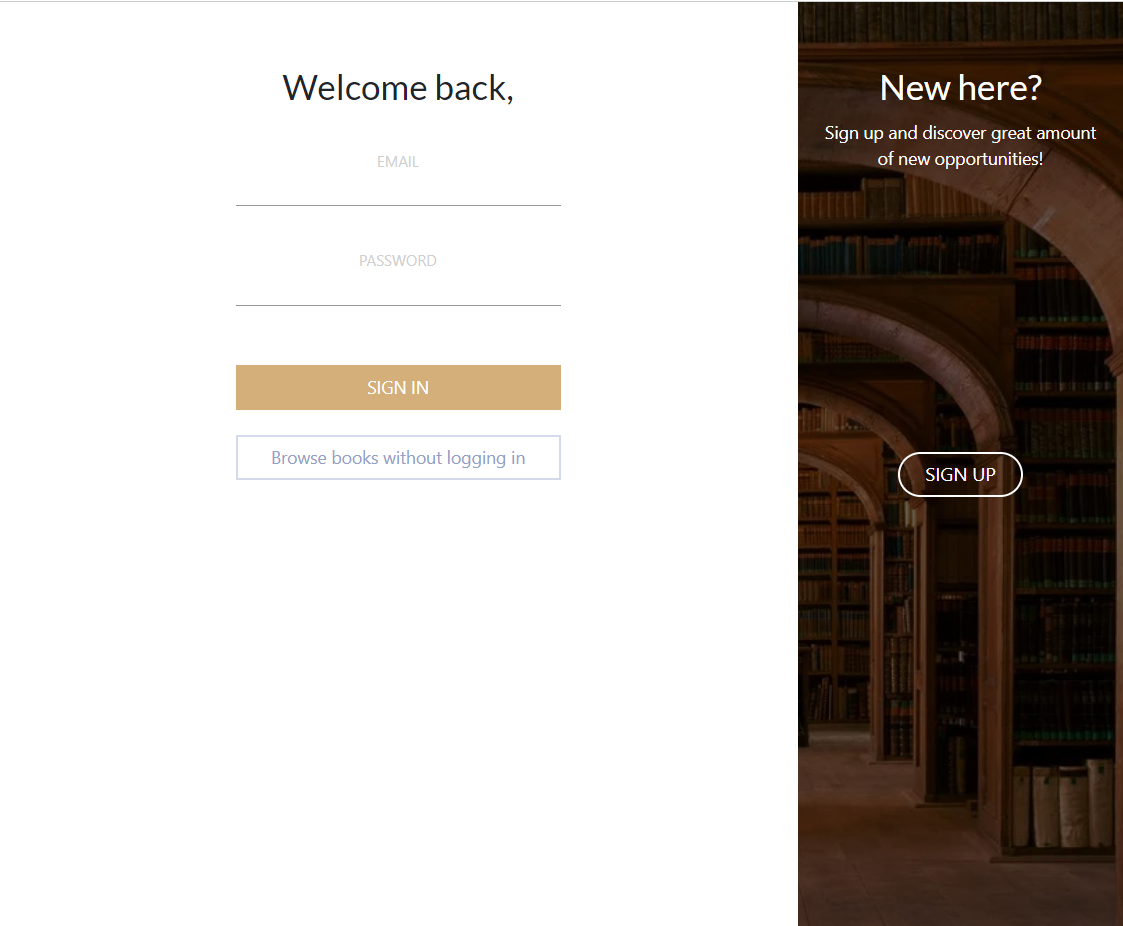 Welcome back,
EMAIL
PASSWORD
SIGN IN
Browse books without logging in
New here?
Sign up and discover great amount
of new opportunities!
SIGN UP